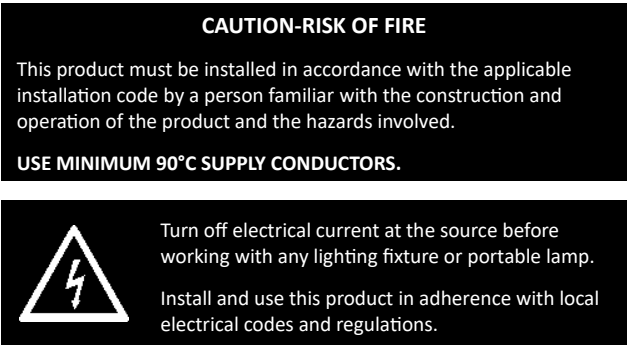 CAUTION-RISK OF FIRE
This product must be installed in accordance with the applicable
installation code by a person familiar with the construction and
operation of the product and the hazards involved.
USE MINIMUM 90°C SUPPLY CONDUCTORS.
Turn off electrical current at the source before
working with any lighting fixture or portable lamp.
Install and use this product in adherence with local
electrical codes and regulations.